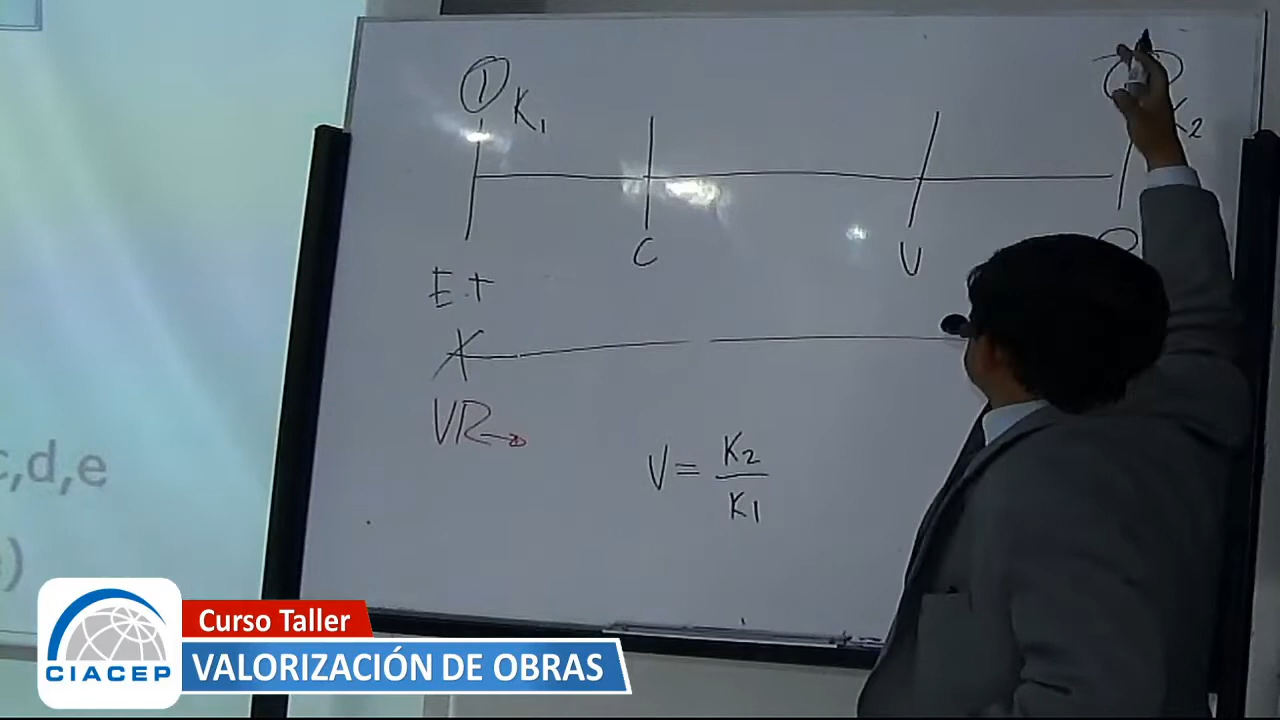 ① K₁
K₂
C
V
E.t
X
VR→
V = K₂/K₁
c,d,e
)
Curso Taller
VALORIZACIÓN DE OBRAS
CIACEP